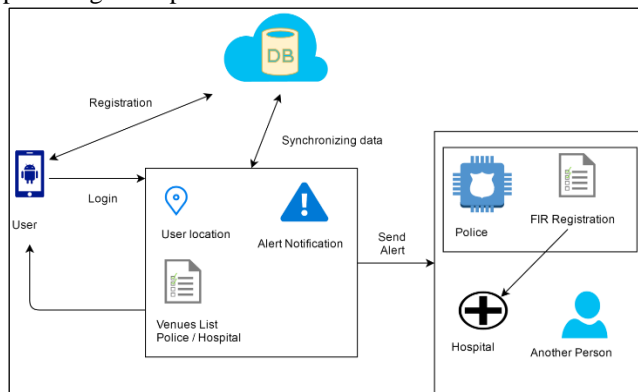 DB
Registration
Synchronizing data
Login
User
User location
Alert Notification
Venues List
Police / Hospital
Send
Alert
Police
FIR Registration
Hospital
Another Person